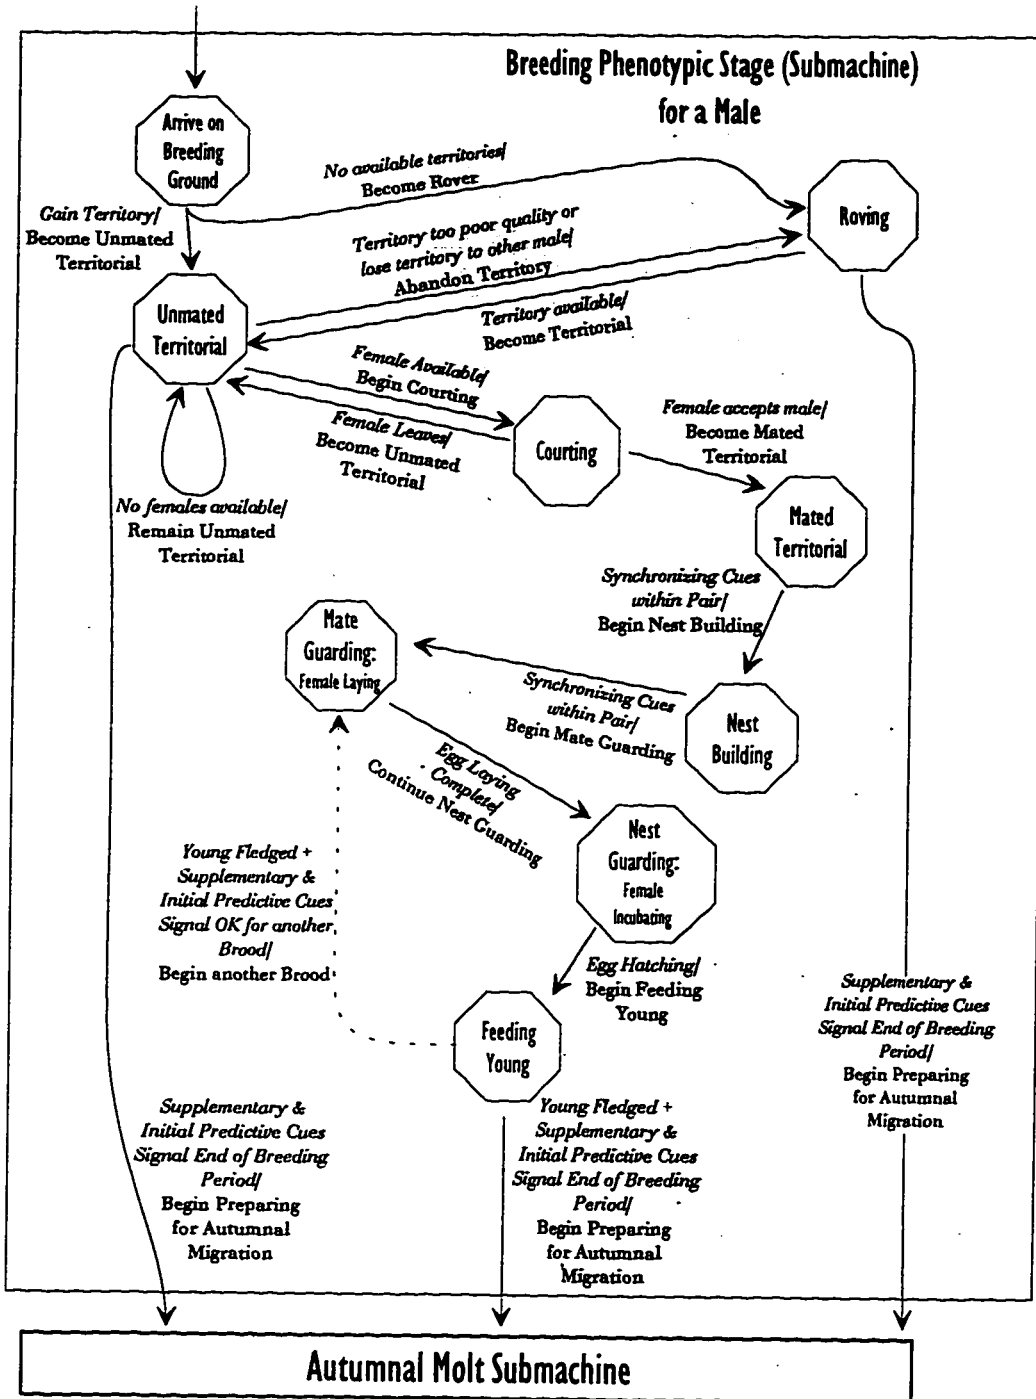 Breeding Phenotypic Stage (Submachine)
for a Male
Arrive on
Breeding
Ground
No available territories/
Become Rover
Roving
Gain Territory/
Become Unmated
Territorial
Territory too poor quality or
lose territory to other male/
Abandon Territory
Territory available/
Become Territorial
Unmated
Territorial
Female Available/
Begin Courting
Female Leaves/
Become Unmated
Territorial
Courting
Female accepts male/
Become Mated
Territorial
No females available/
Remain Unmated
Territorial
Mated
Territorial
Synchronizing Cues
within Pair/
Begin Nest Building
Mate
Guarding:
Female Laying
Synchronizing Cues
within Pair/
Begin Mate Guarding
Nest
Building
Egg Laying
Complete/
Continue Nest Guarding
Nest
Guarding:
Female
Incubating
Young Fledged +
Supplementary &
Initial Predictive Cues
Signal OK for another
Brood/
Begin another Brood
Egg Hatching/
Begin Feeding
Young
Feeding
Young
Supplementary &
Initial Predictive Cues
Signal End of Breeding
Period/
Begin Preparing
for Autumnal
Migration
Supplementary &
Initial Predictive Cues
Signal End of Breeding
Period/
Begin Preparing
for Autumnal
Migration
Young Fledged +
Supplementary &
Initial Predictive Cues
Signal End of Breeding
Period/
Begin Preparing
for Autumnal
Migration
Autumnal Molt Submachine